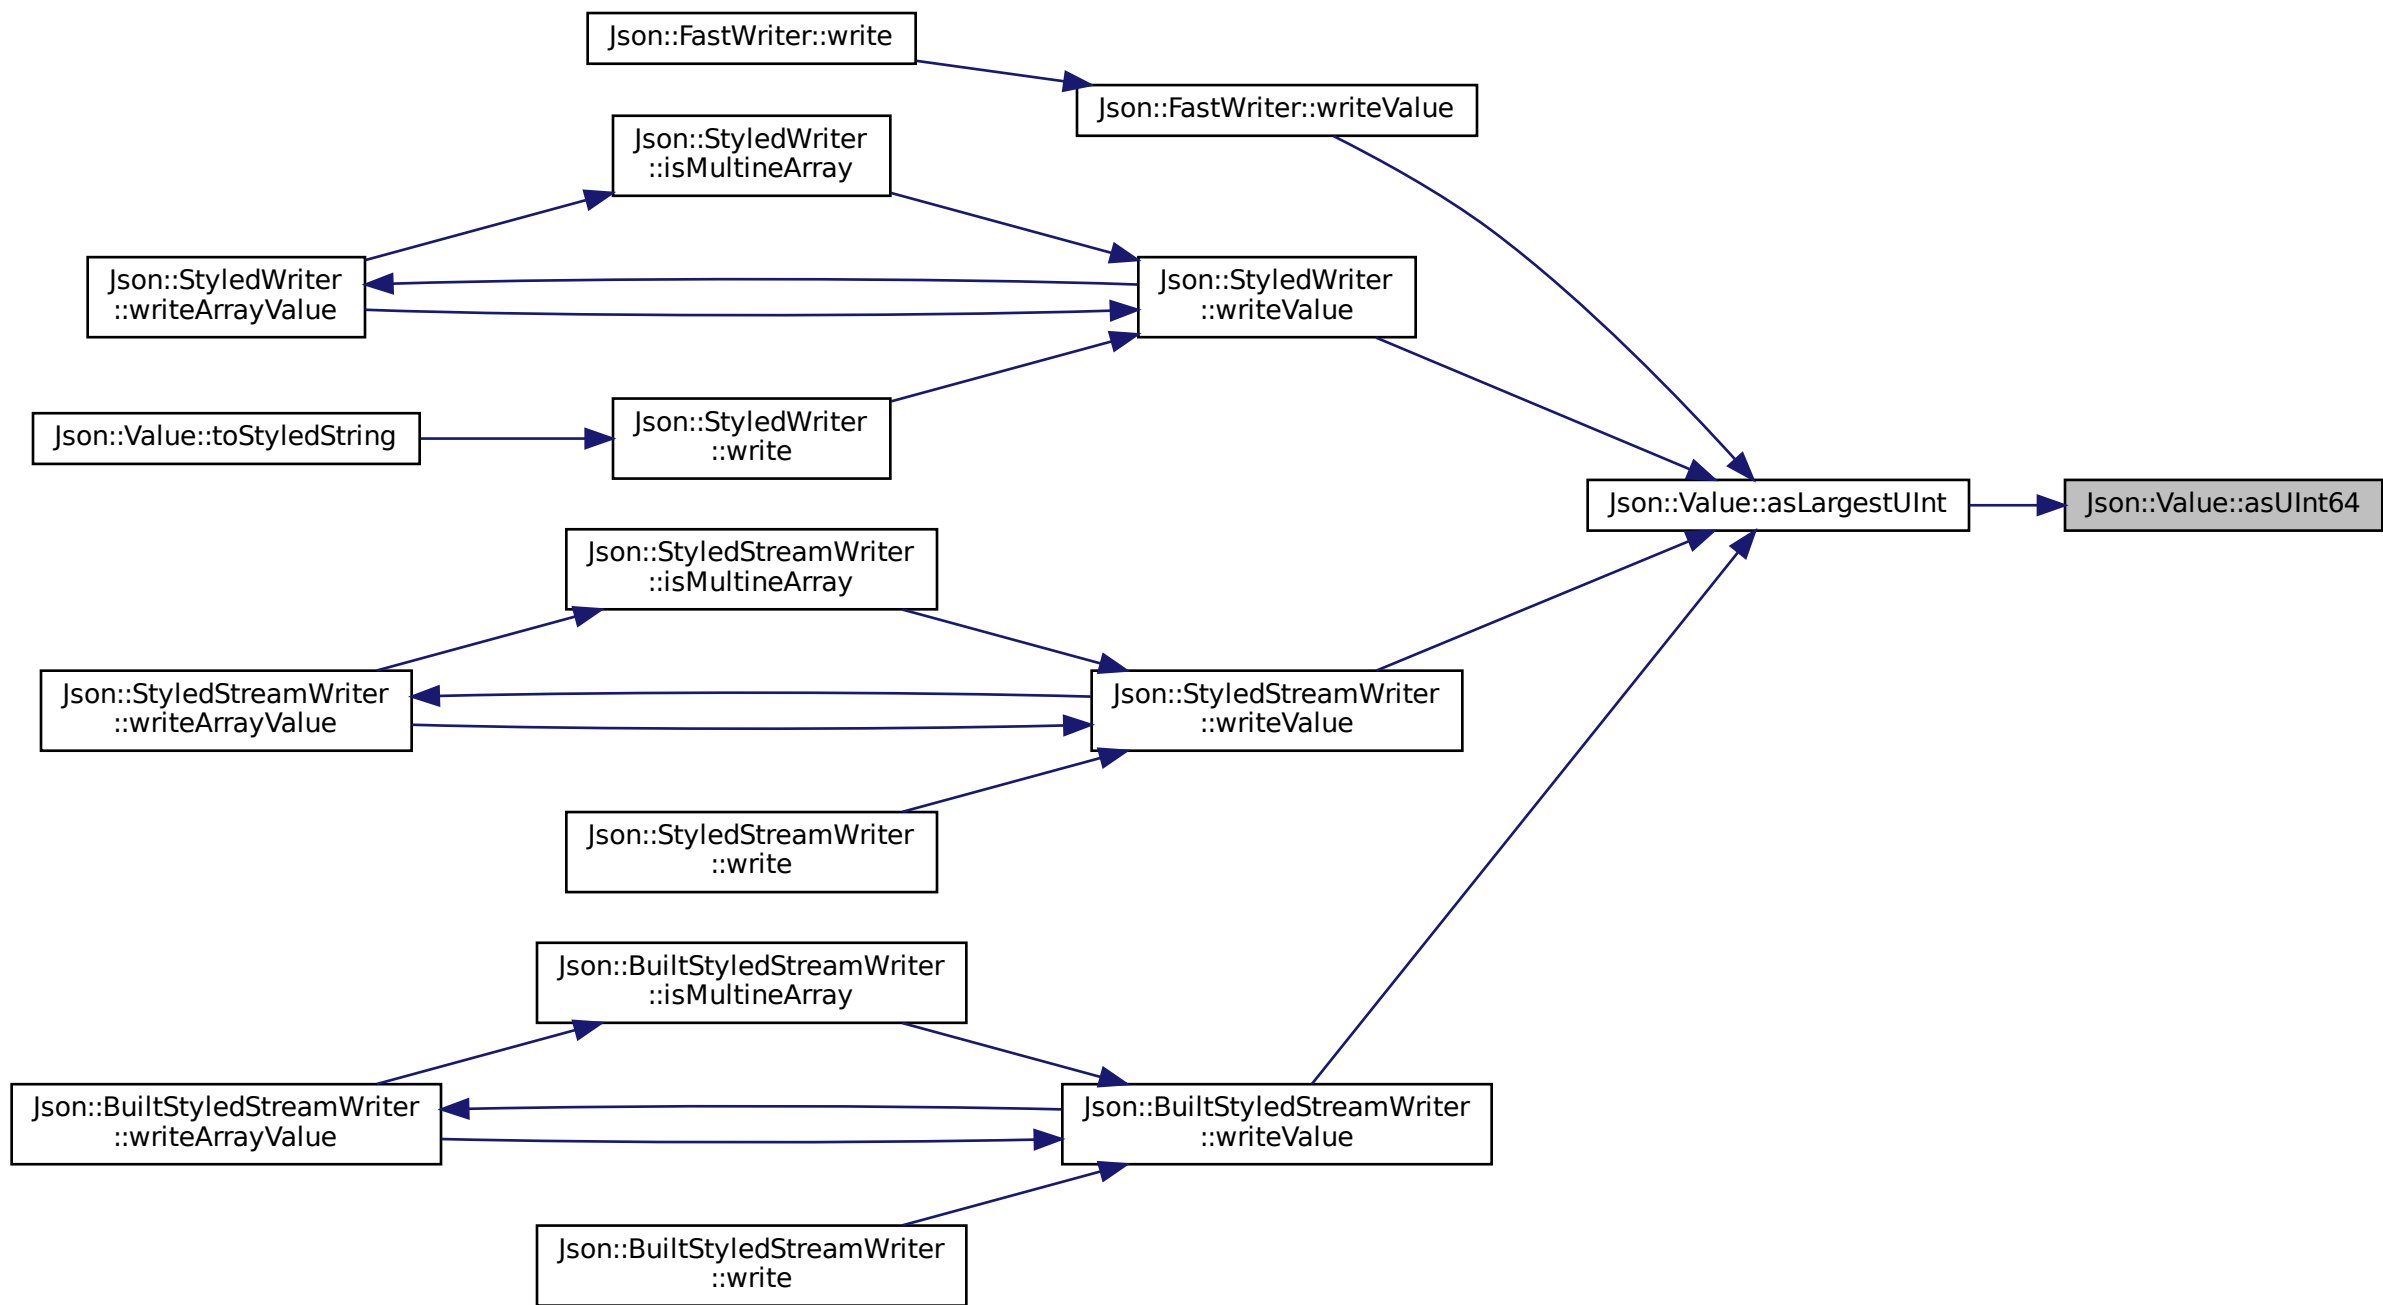 Json::FastWriter::write
Json::FastWriter::writeValue
Json::StyledWriter
::isMultineArray
Json::StyledWriter
::writeArrayValue
Json::StyledWriter
::writeValue
Json::Value::toStyledString
Json::StyledWriter
::write
Json::Value::asLargestUInt
Json::Value::asUInt64
Json::StyledStreamWriter
::isMultineArray
Json::StyledStreamWriter
::writeArrayValue
Json::StyledStreamWriter
::writeValue
Json::StyledStreamWriter
::write
Json::BuiltStyledStreamWriter
::isMultineArray
Json::BuiltStyledStreamWriter
::writeArrayValue
Json::BuiltStyledStreamWriter
::writeValue
Json::BuiltStyledStreamWriter
::write